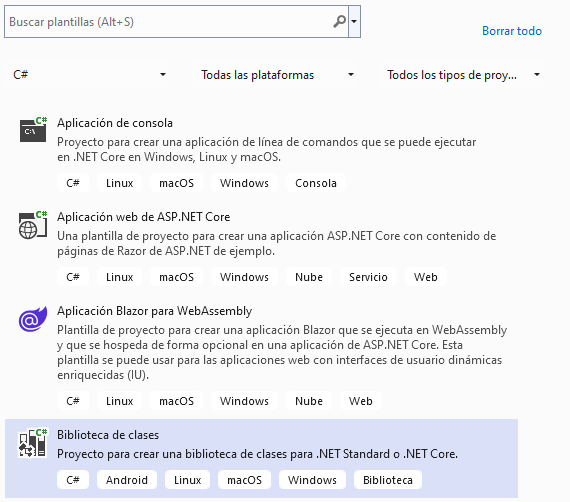 Buscar plantillas (Alt+S)
Borrar todo
C# Todas las plataformas Todos los tipos de proy...
C#
C:\
Aplicación de consola
Proyecto para crear una aplicación de línea de comandos que se puede ejecutar
en .NET Core en Windows, Linux y macOS.
C# Linux macOS Windows Consola
C#
Aplicación web de ASP.NET Core
Una plantilla de proyecto para crear una aplicación ASP.NET Core con contenido de
páginas de Razor de ASP.NET de ejemplo.
C# Linux macOS Windows Nube Servicio Web
Aplicación Blazor para WebAssembly
Plantilla de proyecto para crear una aplicación Blazor que se ejecuta en WebAssembly
y que se hospeda de forma opcional en una aplicación de ASP.NET Core. Esta
plantilla se puede usar para las aplicaciones web con interfaces de usuario dinámicas
enriquecidas (IU).
C# Linux macOS Windows Nube Web
C#
Biblioteca de clases
Proyecto para crear una biblioteca de clases para .NET Standard o .NET Core.
C# Android Linux macOS Windows Biblioteca